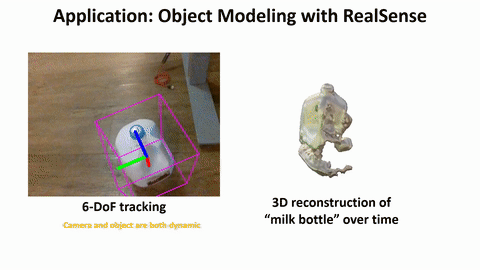 Application: Object Modeling with RealSense
6-DoF tracking
Camera and object are both dynamic
3D reconstruction of
“milk bottle” over time